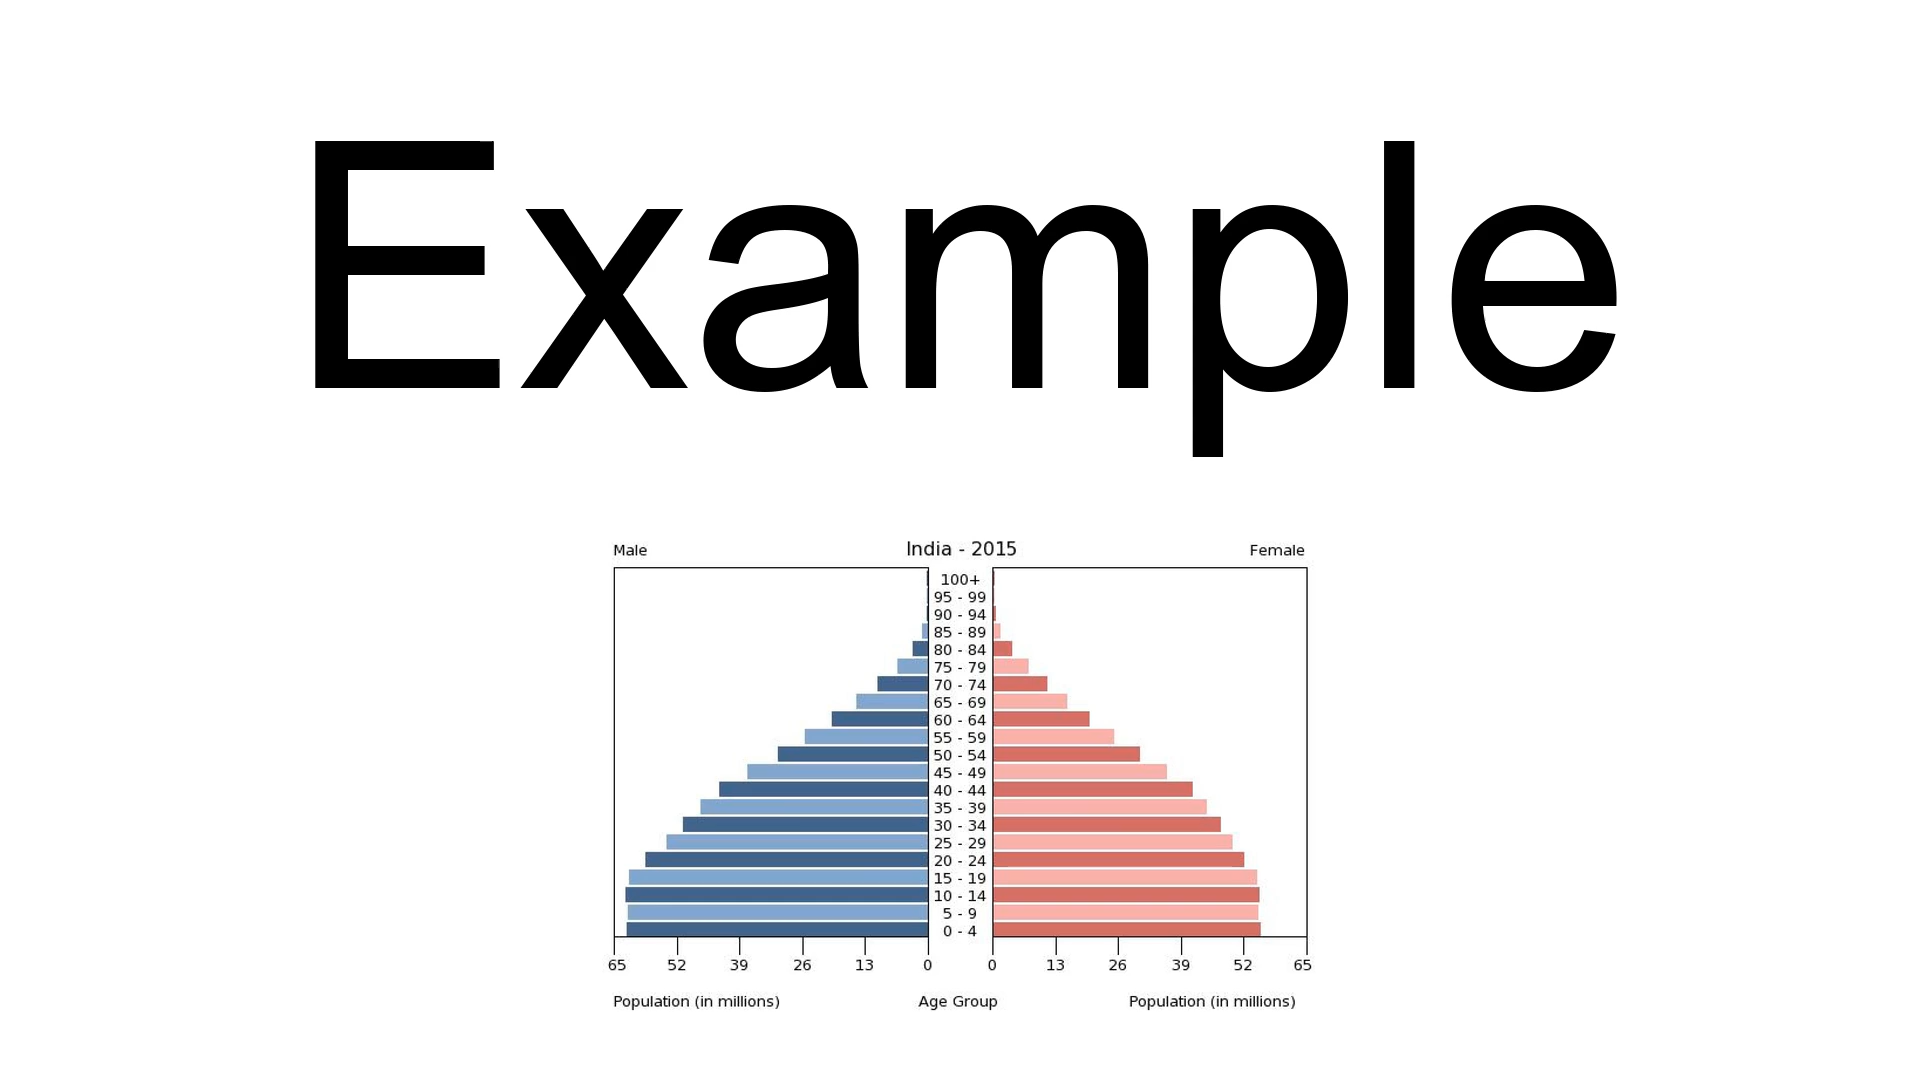 Example
Male India - 2015 Female
100+
95 - 99
90 - 94
85 - 89
80 - 84
75 - 79
70 - 74
65 - 69
60 - 64
55 - 59
50 - 54
45 - 49
40 - 44
35 - 39
30 - 34
25 - 29
20 - 24
15 - 19
10 - 14
5 - 9
0 - 4
65 52 39 26 13 0 0 13 26 39 52 65
Population (in millions) Age Group Population (in millions)